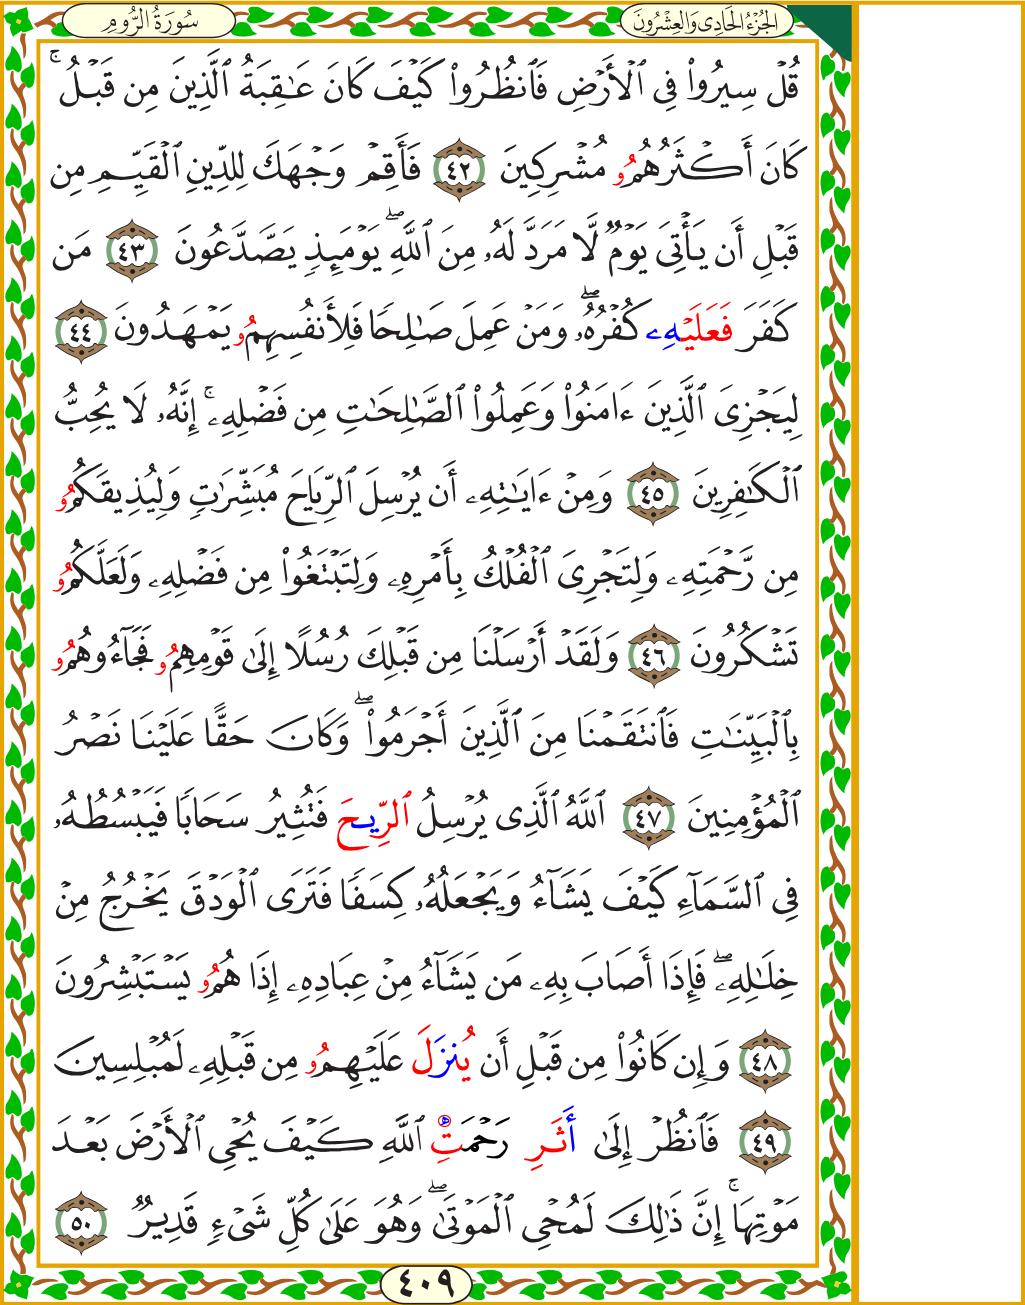 الجُزْءُ الحَادِى وَالعِشْرُونَ
سُورَةُ الرُّومِ
قُلۡ سِيرُواْ فِى ٱلۡأَرۡضِ فَٱنظُرُواْ كَيۡفَ كَانَ عَـٰقِبَةُ ٱلَّذِينَ مِن قَبۡلُۚ
كَانَ أَكۡثَرُهُمُۥ مُشۡرِكِينَ ٤٢ فَأَقِمۡ وَجۡهَكَ لِلدِّينِ ٱلۡقَيِّمِ مِن
قَبۡلِ أَن يَأۡتِىَ يَوۡمٌ لَّا مَرَدَّ لَهُۥ مِنَ ٱللَّهِۖ يَوۡمَئِذٍ يَصَّدَّعُونَ ٤٣ مَن
كَفَرَ فَعَلَيۡهِۦ كُفۡرُهُۥۖ وَمَنۡ عَمِلَ صَـٰلِحًا فَلِأَنفُسِهِمُۥ يَمۡهَدُونَ ٤٤
لِيَجۡزِىَ ٱلَّذِينَ ءَامَنُواْ وَعَمِلُواْ ٱلصَّـٰلِحَـٰتِ مِن فَضۡلِهِۦۚ إِنَّهُۥ لَا يُحِبُّ
ٱلۡكَـٰفِرِينَ ٤٥ وَمِنۡ ءَايَـٰتِهِۦ أَن يُرۡسِلَ ٱلرِّيَاحَ مُبَشِّرَٰتٍ وَلِيُذِيقَكُمُۥ
مِن رَّحۡمَتِهِۦ وَلِتَجۡرِىَ ٱلۡفُلۡكُ بِأَمۡرِهِۦ وَلِتَبۡتَغُواْ مِن فَضۡلِهِۦ وَلَعَلَّكُمُۥ
تَشۡكُرُونَ ٤٦ وَلَقَدۡ أَرۡسَلۡنَا مِن قَبۡلِكَ رُسُلًا إِلَىٰ قَوۡمِهِمُۥ فَجَآءُوهُمُۥ
بِٱلۡبَيِّنَـٰتِ فَٱنتَقَمۡنَا مِنَ ٱلَّذِينَ أَجۡرَمُواْۖ وَكَانَ حَقًّا عَلَيۡنَا نَصۡرُ
ٱلۡمُؤۡمِنِينَ ٤٧ ٱللَّهُ ٱلَّذِى يُرۡسِلُ ٱلرِّيحَ فَتُثِيرُ سَحَابًا فَيَبۡسُطُهُۥ
فِى ٱلسَّمَآءِ كَيۡفَ يَشَآءُ وَيَجۡعَلُهُۥ كِسَفًا فَتَرَى ٱلۡوَدۡقَ يَخۡرُجُ مِنۡ
خِلَـٰلِهِۦۖ فَإِذَا أَصَابَ بِهِۦ مَن يَشَآءُ مِنۡ عِبَادِهِۦ إِذَا هُمُۥ يَسۡتَبۡشِرُونَ
٤٨ وَإِن كَانُواْ مِن قَبۡلِ أَن يُنزَلَ عَلَيۡهِمُۥ مِن قَبۡلِهِۦ لَمُبۡلِسِينَ
٤٩ فَٱنظُرۡ إِلَىٰ أَثَرِ رَحۡمَتِ ٱللَّهِ كَيۡفَ يُحۡىِ ٱلۡأَرۡضَ بَعۡدَ
مَوۡتِهَاۚ إِنَّ ذَٰلِكَ لَمُحۡىِ ٱلۡمَوۡتَىٰۖ وَهُوَ عَلَىٰ كُلِّ شَىۡءٍ قَدِيرٌ ٥٠
٤٠٩